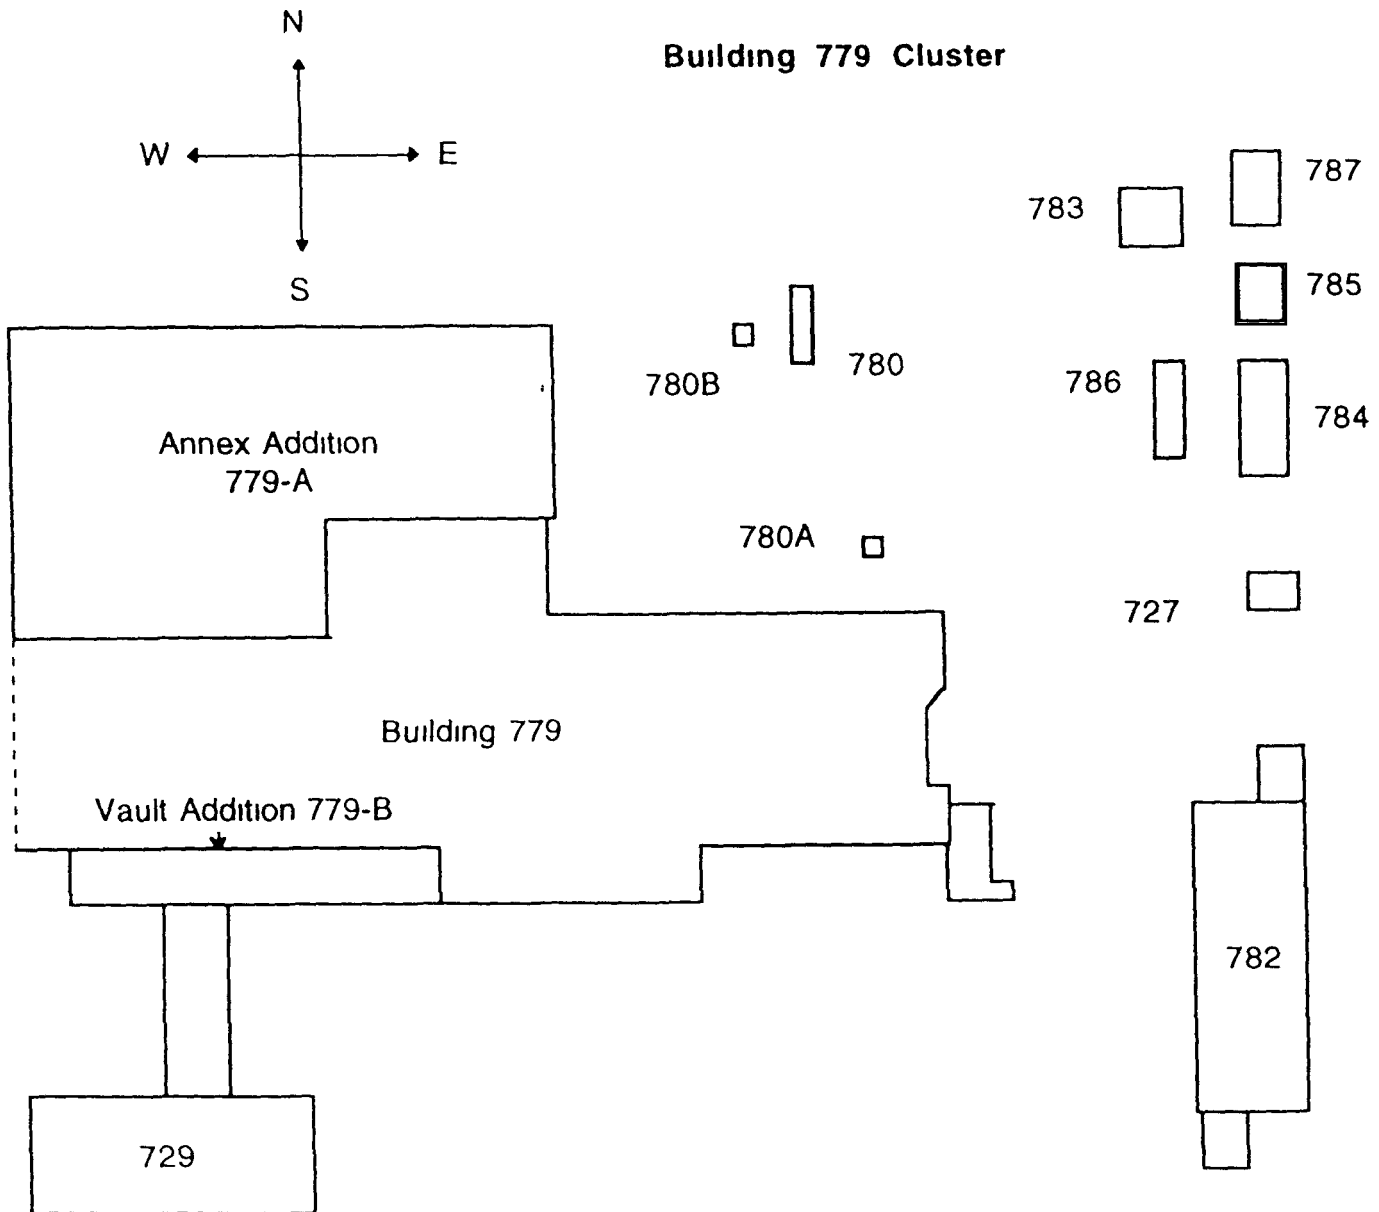 N
Building 779 Cluster
W
E
S
787
783
785
780B
780
786
784
Annex Addition
779-A
780A
727
Building 779
Vault Addition 779-B
782
729